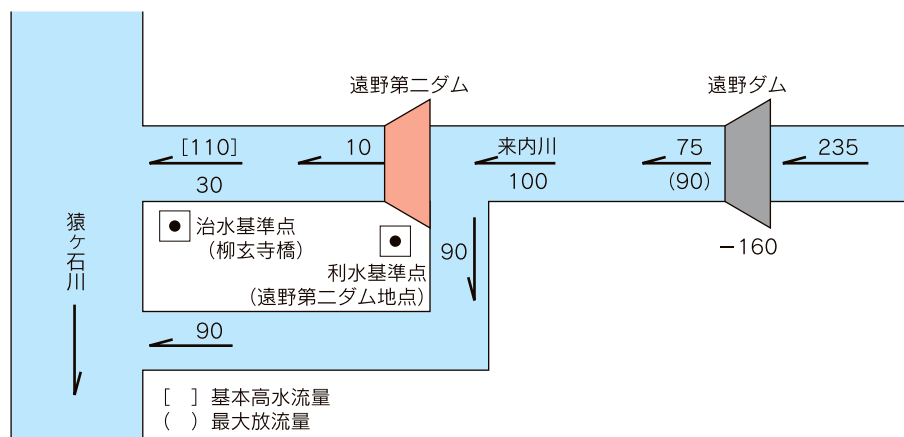 遠野第二ダム
遠野ダム
[110]
10
来内川
75
235
30
100
(90)
猿ヶ石川
治水基準点
（柳玄寺橋）
90
−160
利水基準点
（遠野第二ダム地点）
90
[　] 基本高水流量
(　) 最大放流量